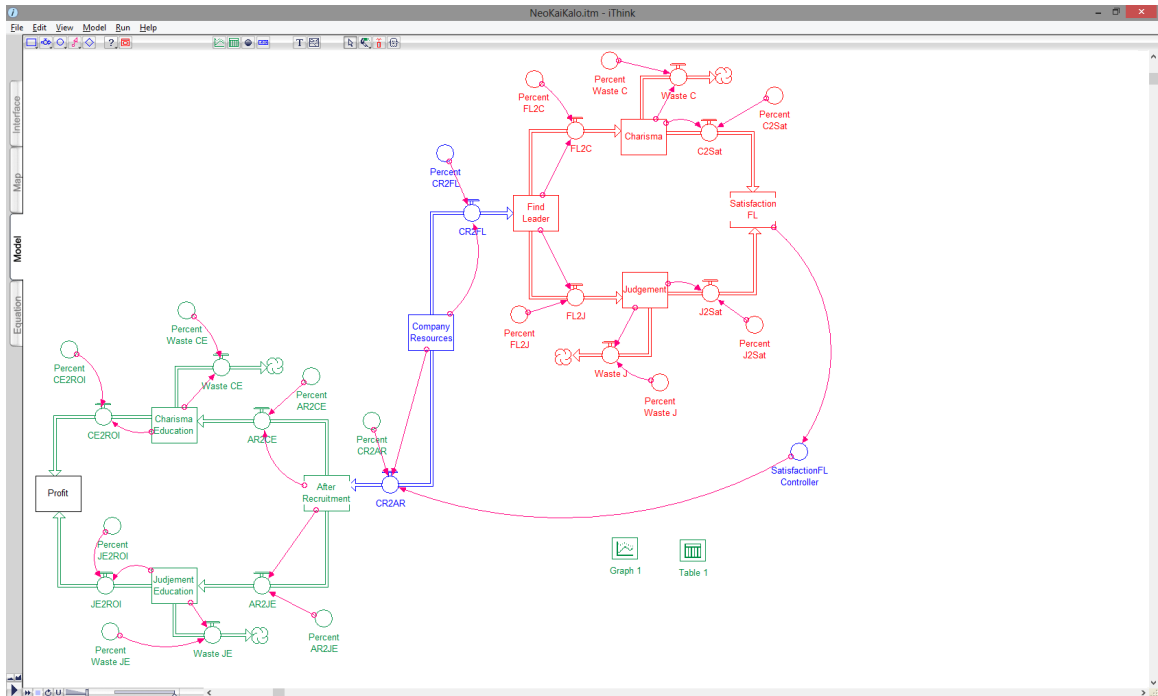 NeoKaiKalo.itm - iThink
File Edit View Model Run Help
Interface
Map
Model
Equation
Percent
Waste C
Waste C
Percent
FL2C
FL2C
Charisma
C2Sat
Percent
C2Sat
Percent
CR2FL
CR2FL
Find
Leader
Satisfaction
FL
Judgement
FL2J
J2Sat
Percent
FL2J
Percent
J2Sat
Waste J
Percent
Waste J
Company
Resources
Percent
Waste CE
Waste CE
Percent
CE2ROI
CE2ROI
Charisma
Education
Percent
AR2CE
AR2CE
Percent
CR2AR
CR2AR
SatisfactionFL
Controller
Profit
After
Recruitment
Percent
JE2ROI
JE2ROI
Judjement
Education
AR2JE
Percent
AR2JE
Percent
Waste JE
Waste JE
Graph 1
Table 1